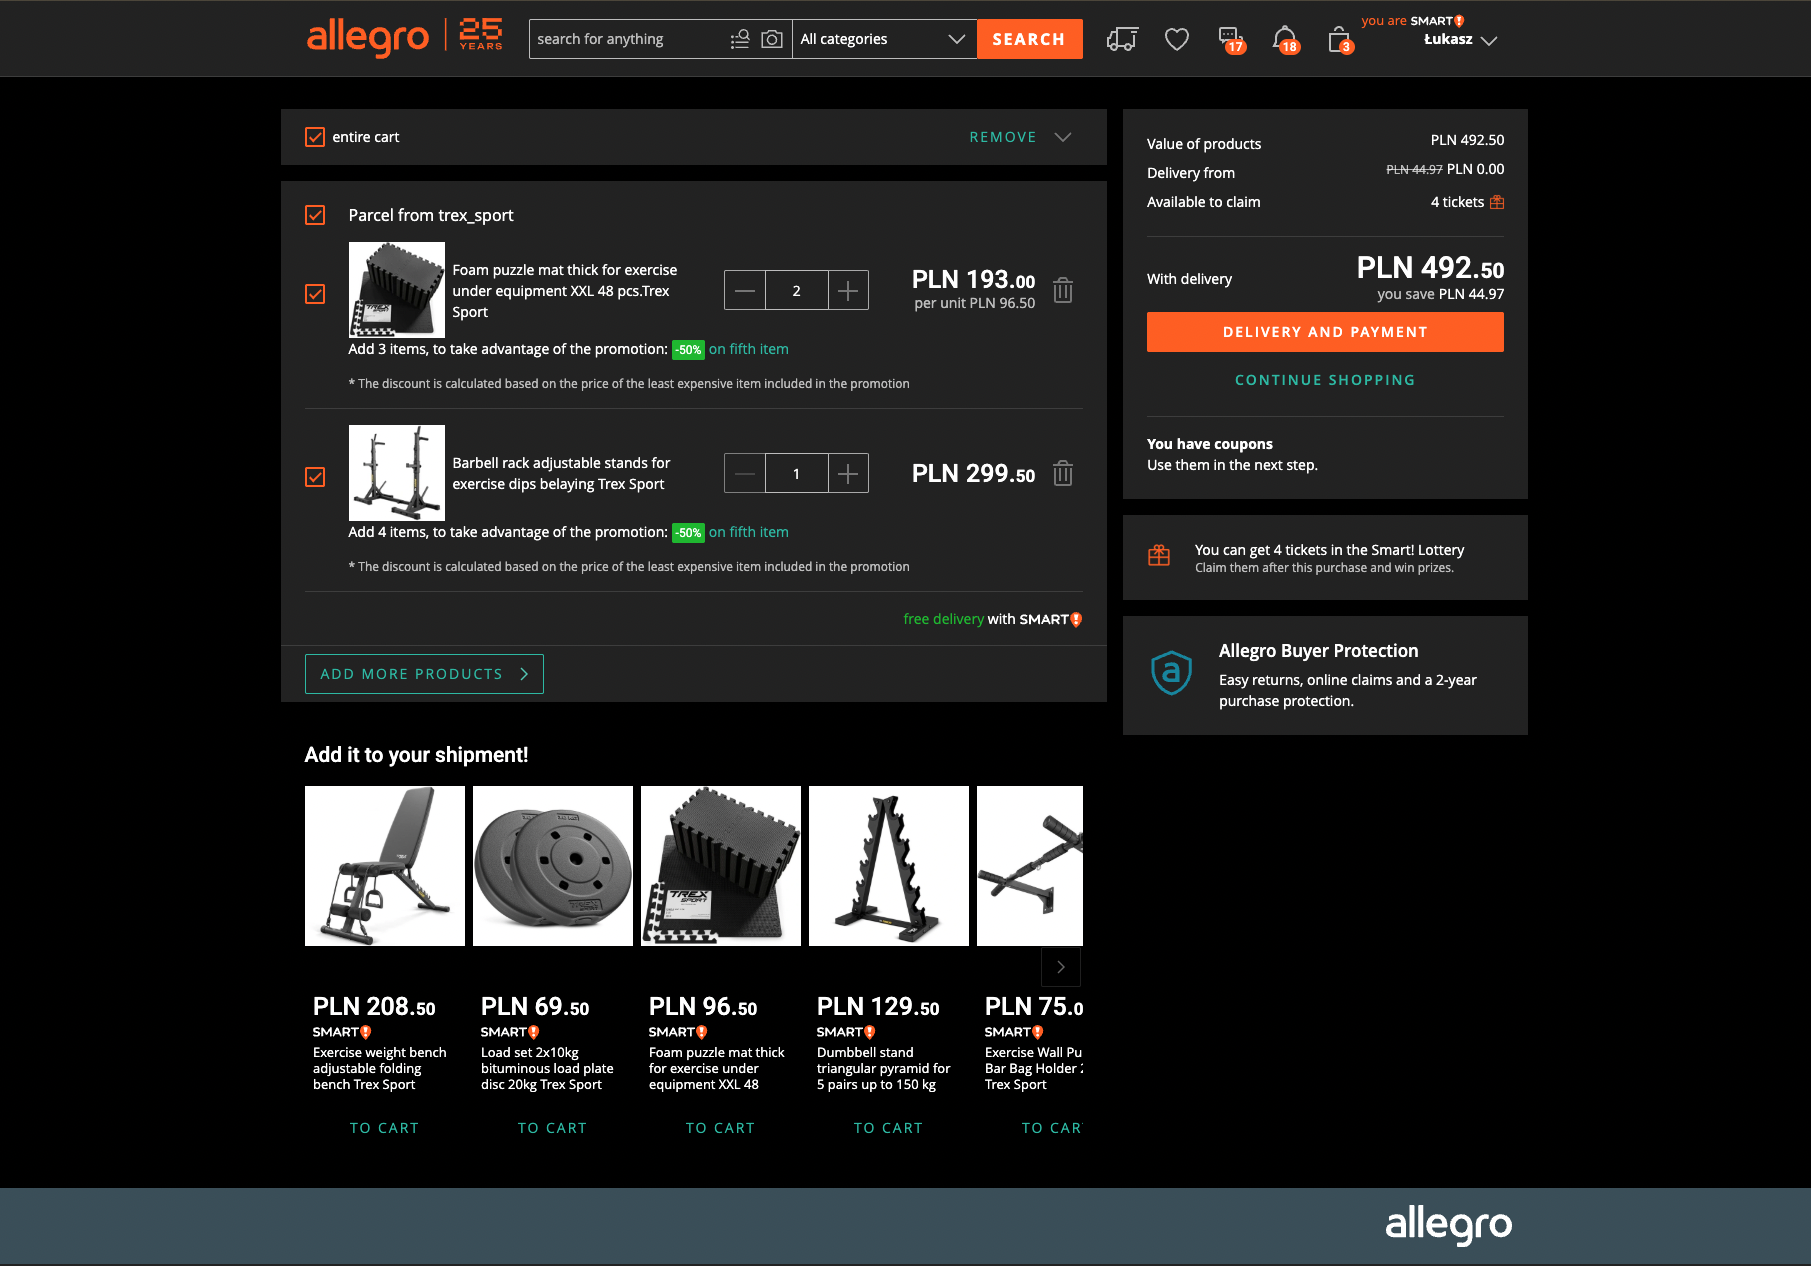 allegro 25 YEARS
search for anything
All categories
SEARCH
17
18
3
you are SMART!
Łukasz
entire cart
REMOVE
Parcel from trex_sport
Foam puzzle mat thick for exercise
under equipment XXL 48 pcs.Trex
Sport
2
PLN 193.00
per unit PLN 96.50
Add 3 items, to take advantage of the promotion: -50% on fifth item
* The discount is calculated based on the price of the least expensive item included in the promotion
Barbell rack adjustable stands for
exercise dips belaying Trex Sport
1
PLN 299.50
Add 4 items, to take advantage of the promotion: -50% on fifth item
* The discount is calculated based on the price of the least expensive item included in the promotion
free delivery with SMART!
ADD MORE PRODUCTS
Value of products
PLN 492.50
Delivery from
PLN 44.97 PLN 0.00
Available to claim
4 tickets
With delivery
PLN 492.50
you save PLN 44.97
DELIVERY AND PAYMENT
CONTINUE SHOPPING
You have coupons
Use them in the next step.
You can get 4 tickets in the Smart! Lottery
Claim them after this purchase and win prizes.
a
Allegro Buyer Protection
Easy returns, online claims and a 2-year
purchase protection.
Add it to your shipment!
TREX
SPORT
PLN 208.50
SMART!
Exercise weight bench
adjustable folding
bench Trex Sport
TO CART
PLN 69.50
SMART!
Load set 2x10kg
bituminous load plate
disc 20kg Trex Sport
TO CART
PLN 96.50
SMART!
Foam puzzle mat thick
for exercise under
equipment XXL 48
TO CART
PLN 129.50
SMART!
Dumbbell stand
triangular pyramid for
5 pairs up to 150 kg
TO CART
PLN 75.0
SMART!
Exercise Wall Pu
Bar Bag Holder
Trex Sport
TO CAR
allegro